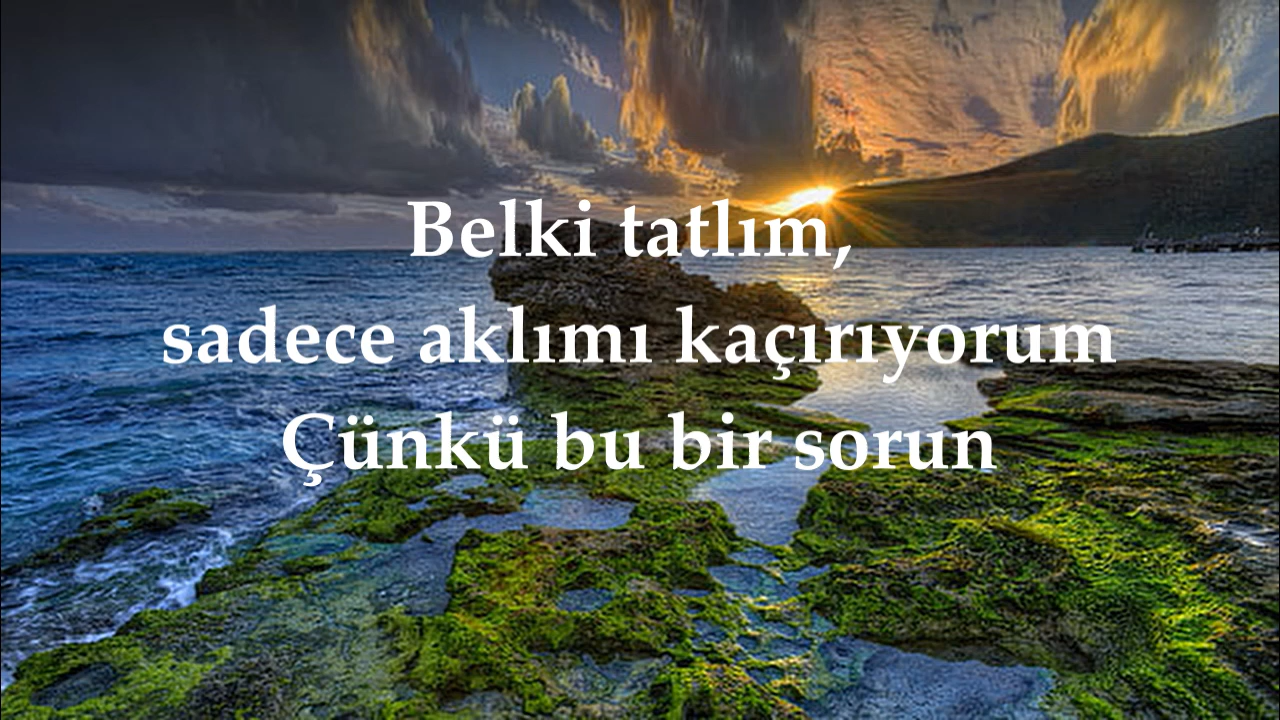 Belki tatlım,
sadece aklımı kaçırıyorum
Çünkü bu bir sorun